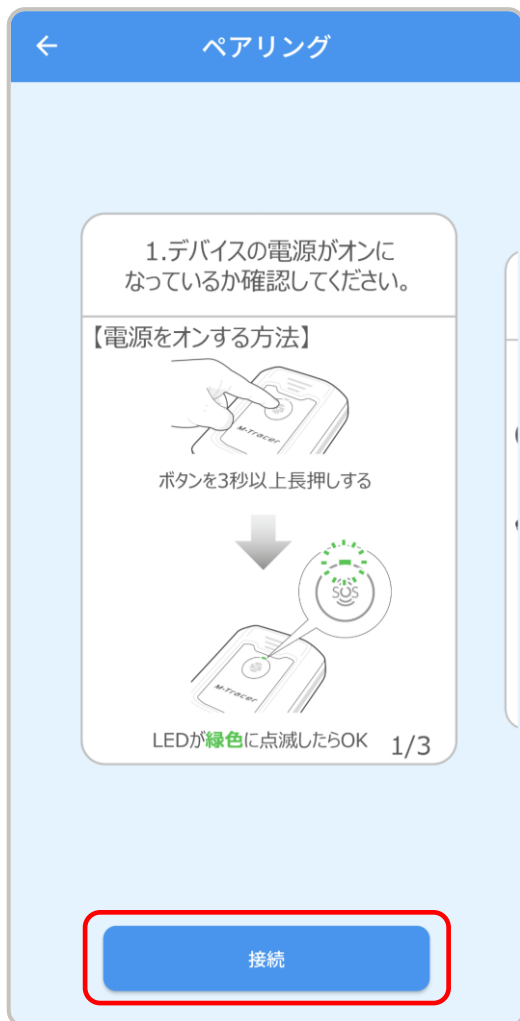 ペアリング
1.デバイスの電源がオンに
なっているか確認してください。
【電源をオンする方法】
M-Tracer
ボタンを3秒以上長押しする
SOS
M-Tracer
LEDが緑色に点滅したらOK
1/3
接続